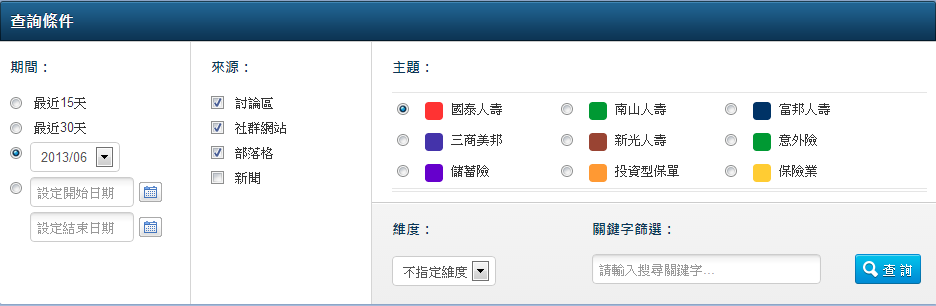 查詢條件
期間：
最近15天
最近30天
2013/06
設定開始日期
設定結束日期
來源：
討論區
社群網站
部落格
新聞
主題：
國泰人壽 南山人壽 富邦人壽
三商美邦 新光人壽 意外險
儲蓄險 投資型保單 保險業
維度：
不指定維度
關鍵字篩選：
請輸入搜尋關鍵字...
查 詢